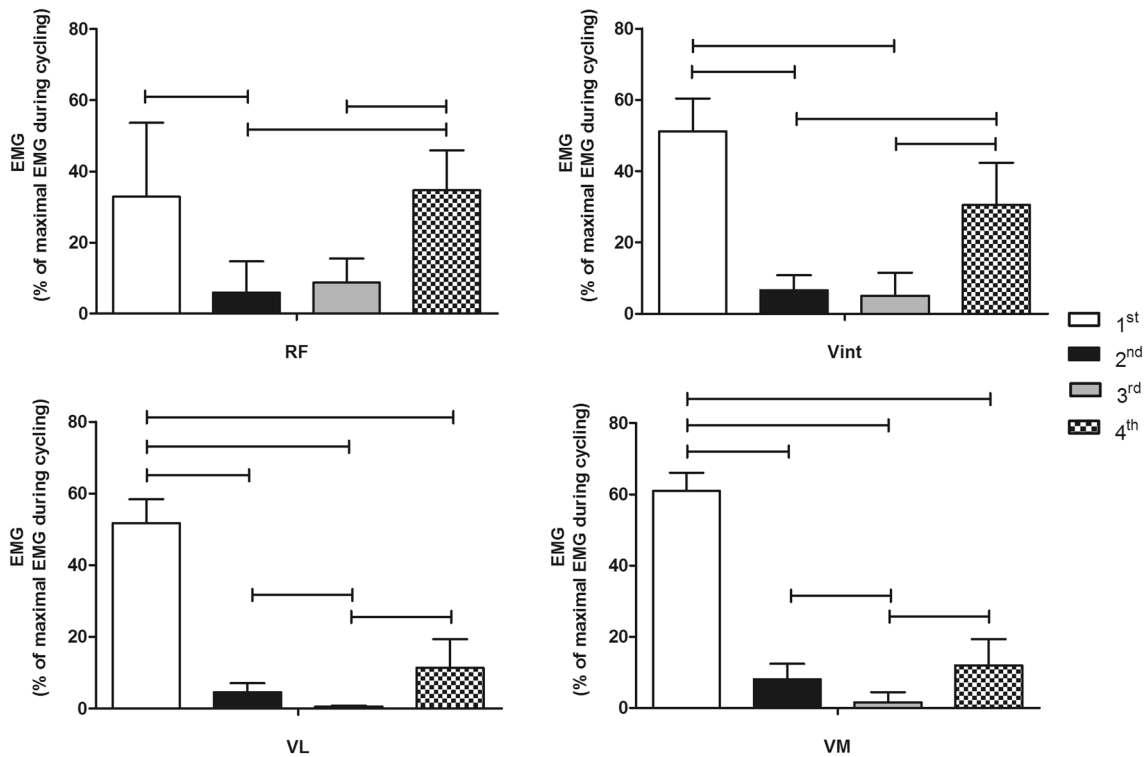 EMG
(% of maximal EMG during cycling)
80
60
40
20
0
RF
EMG
(% of maximal EMG during cycling)
80
60
40
20
0
Vint
1st
2nd
3rd
4th
EMG
(% of maximal EMG during cycling)
80
60
40
20
0
VL
EMG
(% of maximal EMG during cycling)
80
60
40
20
0
VM